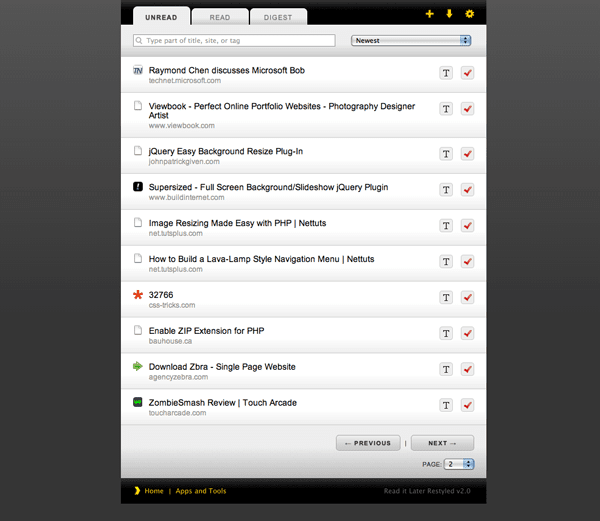 UNREAD READ DIGEST
Type part of title, site, or tag Newest
Raymond Chen discusses Microsoft Bob
technet.microsoft.com
T
Viewbook - Perfect Online Portfolio Websites - Photography Designer
Artist
www.viewbook.com
T
jQuery Easy Background Resize Plug-In
johnpatrickgiven.com
T
Supersized - Full Screen Background/Slideshow jQuery Plugin
www.buildinternet.com
T
Image Resizing Made Easy with PHP | Nettuts
net.tutsplus.com
T
How to Build a Lava-Lamp Style Navigation Menu | Nettuts
net.tutsplus.com
T
32766
css-tricks.com
T
Enable ZIP Extension for PHP
bauhouse.ca
T
Download Zbra - Single Page Website
agencyzebra.com
T
ZombieSmash Review | Touch Arcade
toucharcade.com
T
← PREVIOUS | NEXT →
PAGE: 2
Home | Apps and Tools Read it Later Restyled v2.0